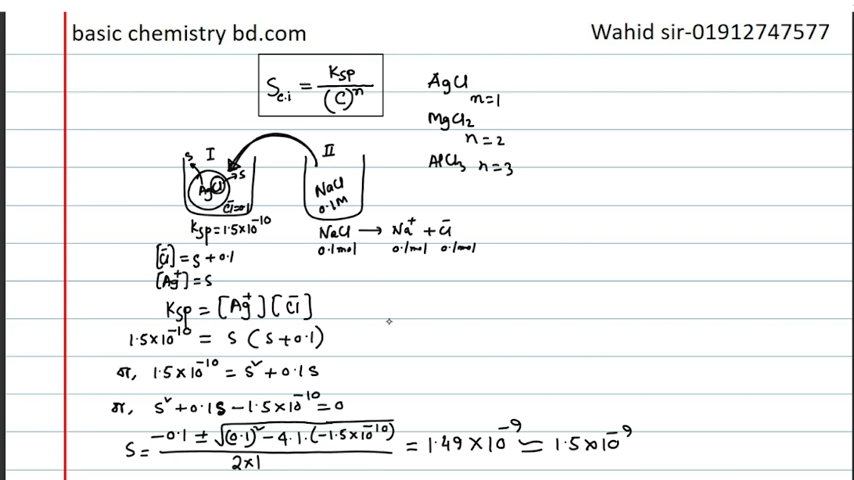 basic chemistry bd.com
Wahid sir-01912747577
S_{c.i} = Ksp / (C)^n
AgCl
n=1
MgCl₂
n=2
AlCl₃ n=3
I
II
S
S
AgCl
Cl⁻=0.1
Ksp=1.5×10⁻¹⁰
NaCl
0.1M
NaCl → Na⁺ + Cl⁻
0.1mol 0.1mol 0.1mol
[Cl⁻] = S + 0.1
[Ag⁺] = S
Ksp = [Ag⁺] [Cl⁻]
1.5×10⁻¹⁰ = S (S+0.1)
বা, 1.5×10⁻¹⁰ = S² + 0.1S
বা, S² + 0.1S − 1.5×10⁻¹⁰ = 0
S = (−0.1 ± √((0.1)² − 4.1.(−1.5×10⁻¹⁰))) / 2×1 = 1.49×10⁻⁹ ≃ 1.5×10⁻⁹